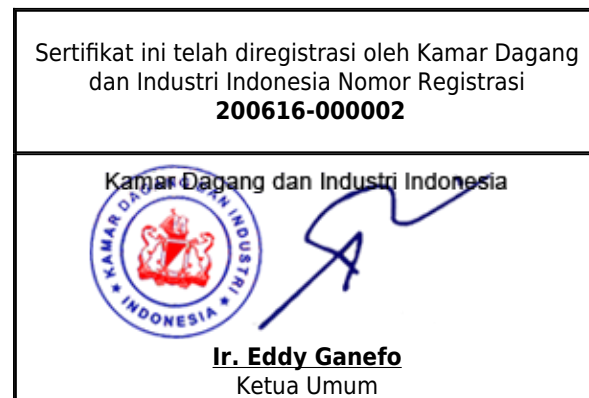 Sertifikat ini telah diregistrasi oleh Kamar Dagang
dan Industri Indonesia Nomor Registrasi
200616-000002
Kamar Dagang dan Industri Indonesia
KAMAR DAGANG DAN INDUSTRI
INDONESIA
Ir. Eddy Ganefo
Ketua Umum